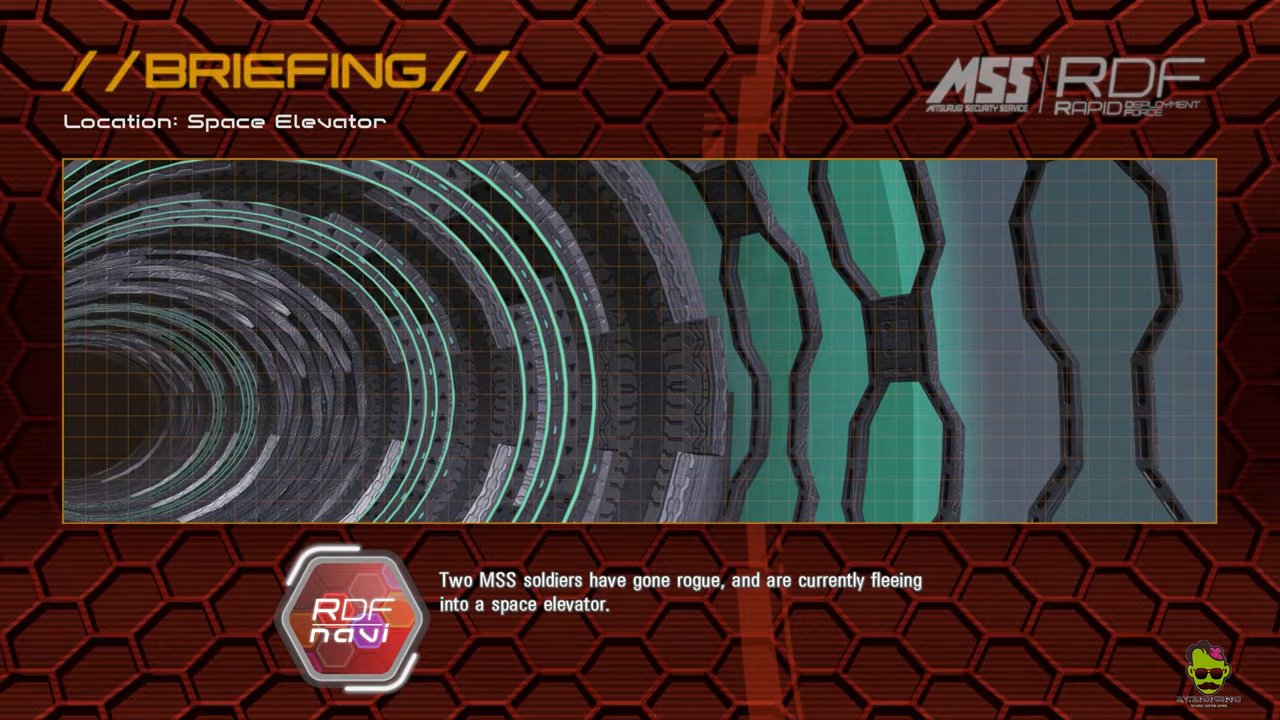 //BRIEFING//
MSS
MITSURUGI SECURITY SERVICE
RDF
RAPID DEPLOYMENT FORCE
Location: Space Elevator
RDF
navi
Two MSS soldiers have gone rogue, and are currently fleeing
into a space elevator.